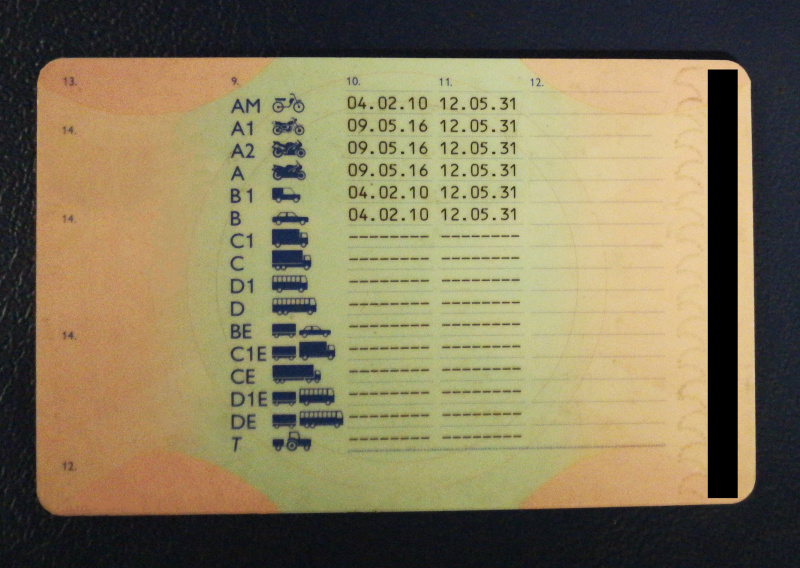 13. 9. 10. 11. 12.
AM 04.02.10 12.05.31
14. A1 09.05.16 12.05.31
A2 09.05.16 12.05.31
A 09.05.16 12.05.31
B1 04.02.10 12.05.31
14. B 04.02.10 12.05.31
C1 -------- --------
C -------- --------
D1 -------- --------
D -------- --------
14. BE -------- --------
C1E -------- --------
CE -------- --------
D1E -------- --------
DE -------- --------
T -------- --------
12.